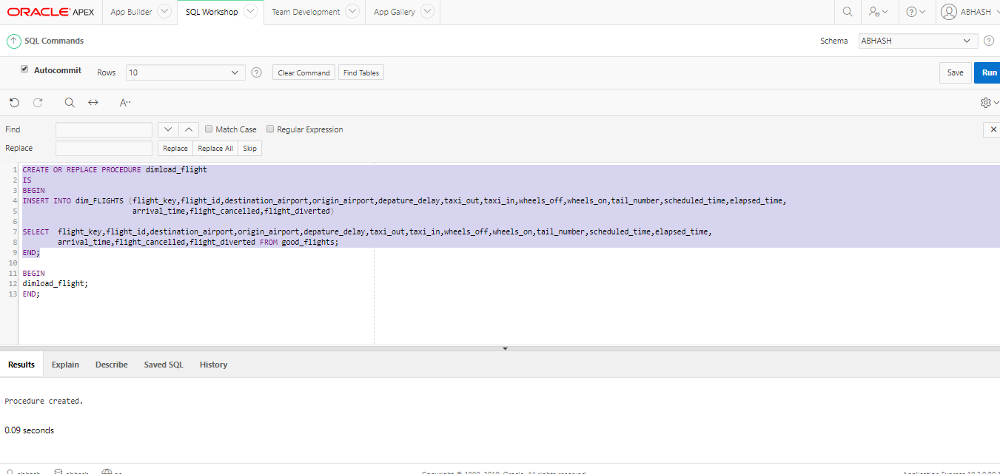 ORACLE APEX App Builder SQL Workshop Team Development App Gallery ABHASH
SQL Commands Schema ABHASH
Autocommit Rows 10 Clear Command Find Tables Save Run
A
Find Match Case Regular Expression
Replace Replace Replace All Skip
1 CREATE OR REPLACE PROCEDURE dimload_flight
2 IS
3 BEGIN
4 INSERT INTO dim_FLIGHTS (flight_key,flight_id,destination_airport,origin_airport,depature_delay,taxi_out,taxi_in,wheels_off,wheels_on,tail_number,scheduled_time,elapsed_time,
5 arrival_time,flight_cancelled,flight_diverted)
6
7 SELECT flight_key,flight_id,destination_airport,origin_airport,depature_delay,taxi_out,taxi_in,wheels_off,wheels_on,tail_number,scheduled_time,elapsed_time,
8 arrival_time,flight_cancelled,flight_diverted FROM good_flights;
9 END;
10
11 BEGIN
12 dimload_flight;
13 END;
Results Explain Describe Saved SQL History
Procedure created.
0.09 seconds